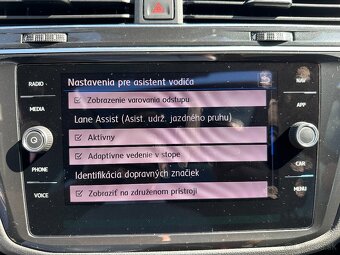 Nastavenia pre asistent vodiča
RADIO
NAV
Zobrazenie varovania odstupu
MEDIA
APP
Lane Assist (Asist. udrž. jazdného pruhu)
Aktívny
Adaptívne vedenie v stope
PHONE
CAR
Identifikácia dopravných značiek
VOICE
MENU
Zobraziť na združenom prístroji